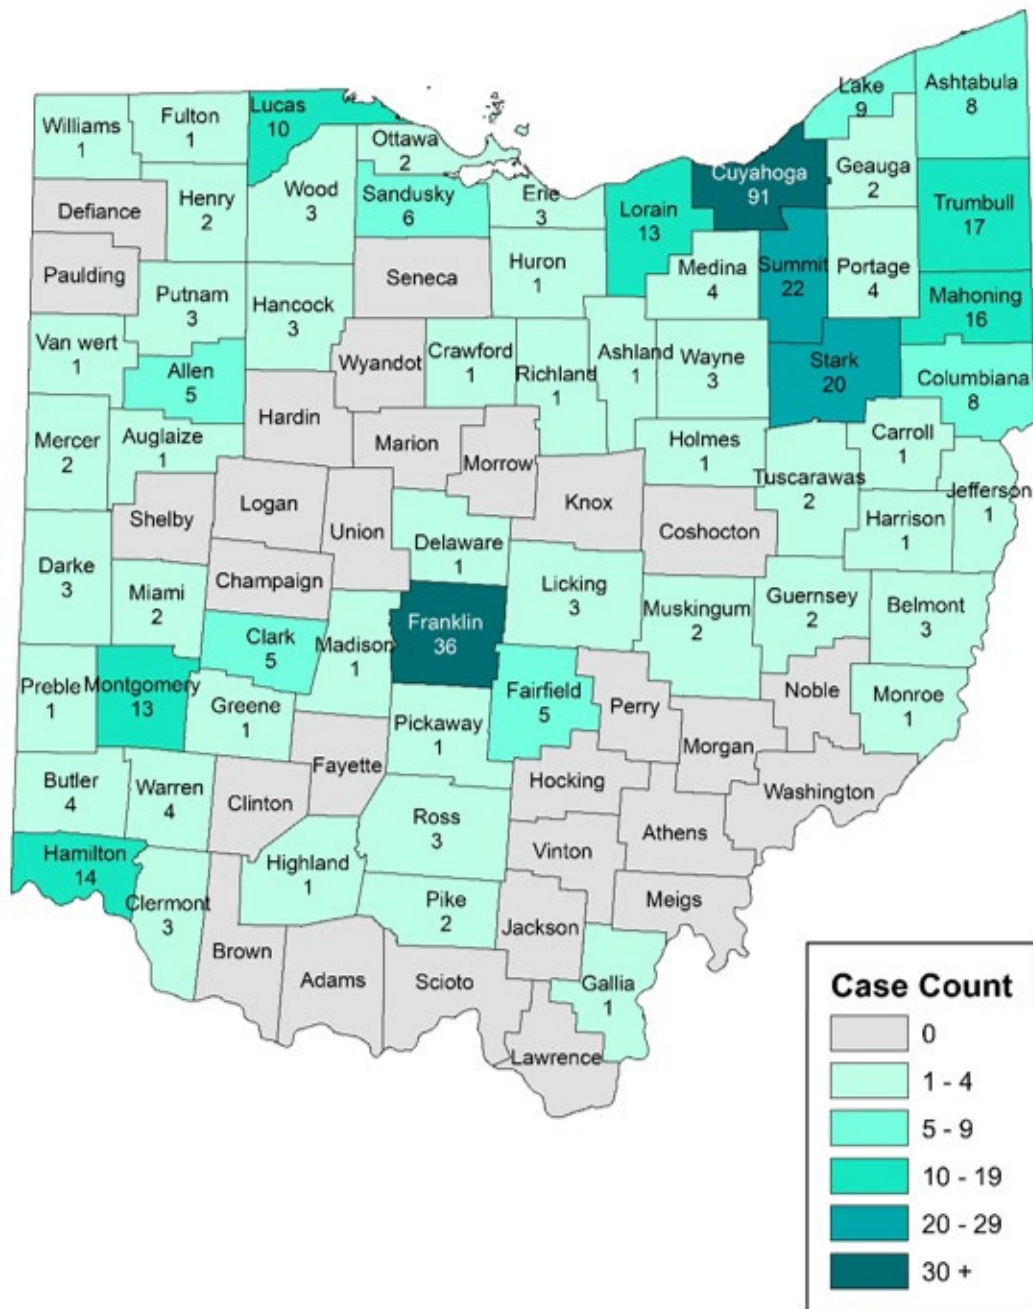 Lake
9
Ashtabula
8
Lucas
10
Fulton
1
Williams
1
Ottawa
2
Geauga
2
Cuyahoga
91
Wood
3
Sandusky
6
Erie
3
Henry
2
Trumbull
17
Defiance
Lorain
13
Summit
22
Portage
4
Medina
4
Huron
1
Seneca
Paulding
Putnam
3
Hancock
3
Mahoning
16
Van wert
1
Wyandot
Crawford
1
Ashland
1
Wayne
3
Stark
20
Richland
1
Allen
5
Columbiana
8
Hardin
Carroll
1
Mercer
2
Auglaize
1
Marion
Holmes
1
Morrow
Tuscarawas
2
Jefferson
1
Knox
Logan
Shelby
Union
Coshocton
Harrison
1
Delaware
1
Darke
3
Champaign
Licking
3
Miami
2
Guernsey
2
Belmont
3
Muskingum
2
Franklin
36
Clark
5
Madison
1
Preble
1
Montgomery
13
Fairfield
5
Noble
Monroe
1
Greene
1
Perry
Pickaway
1
Morgan
Fayette
Hocking
Butler
4
Warren
4
Washington
Clinton
Ross
3
Athens
Hamilton
14
Vinton
Highland
1
Clermont
3
Pike
2
Meigs
Jackson
Brown
Adams
Scioto
Gallia
1
Lawrence
Case Count
0
1 - 4
5 - 9
10 - 19
20 - 29
30 +